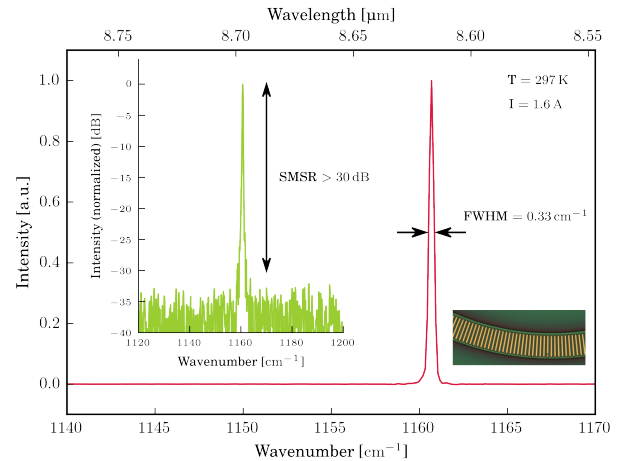 Wavelength [μm]
8.75 8.70 8.65 8.60 8.55
Intensity [a.u.]
1.0
0.8
0.6
0.4
0.2
0.0
1140 1145 1150 1155 1160 1165 1170
Wavenumber [cm⁻¹]
T = 297 K
I = 1.6 A
FWHM = 0.33 cm⁻¹
Intensity (normalized) [dB]
0
−5
−10
−15
−20
−25
−30
−35
−40
1120 1140 1160 1180 1200
Wavenumber [cm⁻¹]
SMSR > 30 dB